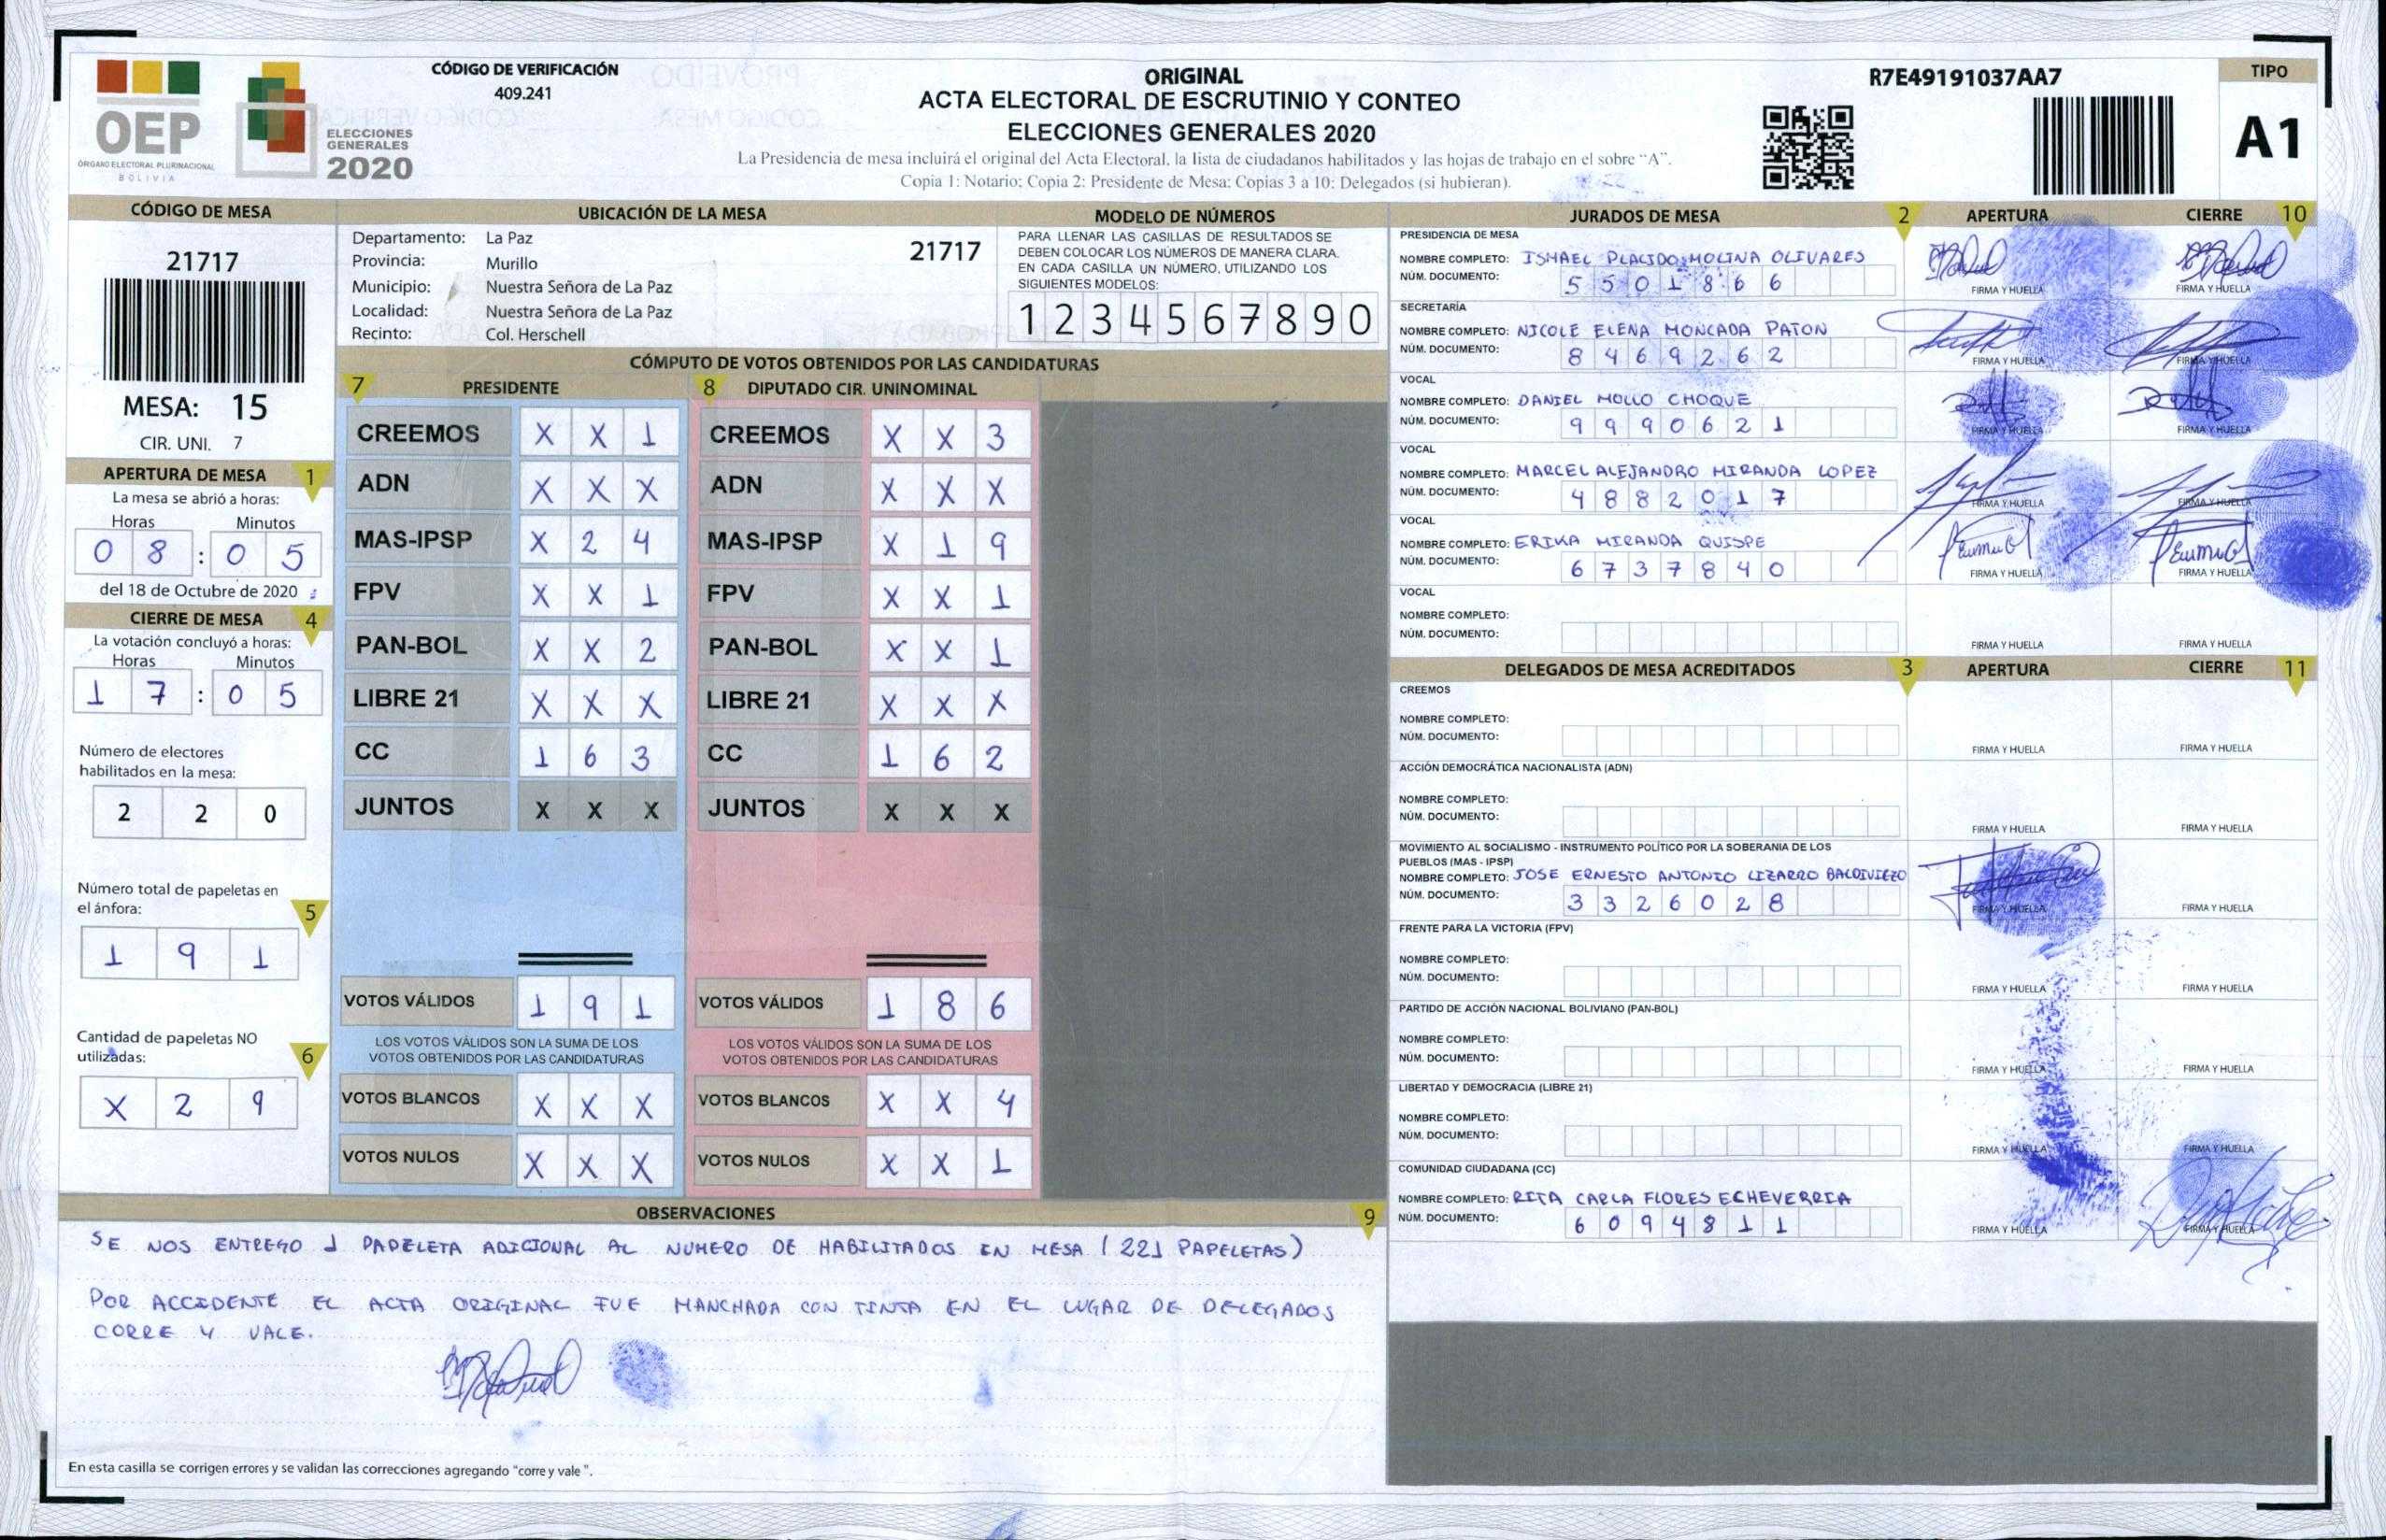 OEP
ÓRGANO ELECTORAL PLURINACIONAL
BOLIVIA
ELECCIONES
GENERALES
2020
CÓDIGO DE VERIFICACIÓN
409.241
ORIGINAL
ACTA ELECTORAL DE ESCRUTINIO Y CONTEO
ELECCIONES GENERALES 2020
La Presidencia de mesa incluirá el original del Acta Electoral, la lista de ciudadanos habilitados y las hojas de trabajo en el sobre "A".
Copia 1: Notario; Copia 2: Presidente de Mesa; Copias 3 a 10: Delegados (si hubieran).
R7E49191037AA7
TIPO
A1
CÓDIGO DE MESA
21717
MESA: 15
CIR. UNI. 7
APERTURA DE MESA 1
La mesa se abrió a horas:
Horas Minutos
0 8 : 0 5
del 18 de Octubre de 2020
CIERRE DE MESA 4
La votación concluyó a horas:
Horas Minutos
1 7 : 0 5
Número de electores
habilitados en la mesa:
2 2 0
Número total de papeletas en
el ánfora: 5
1 9 1
Cantidad de papeletas NO
utilizadas: 6
X 2 9
UBICACIÓN DE LA MESA
Departamento: La Paz 21717
Provincia: Murillo
Municipio: Nuestra Señora de La Paz
Localidad: Nuestra Señora de La Paz
Recinto: Col. Herschell
MODELO DE NÚMEROS
PARA LLENAR LAS CASILLAS DE RESULTADOS SE
DEBEN COLOCAR LOS NÚMEROS DE MANERA CLARA.
EN CADA CASILLA UN NÚMERO, UTILIZANDO LOS
SIGUIENTES MODELOS:
1 2 3 4 5 6 7 8 9 0
CÓMPUTO DE VOTOS OBTENIDOS POR LAS CANDIDATURAS
7 PRESIDENTE
CREEMOS X X 1
ADN X X X
MAS-IPSP X 2 4
FPV X X 1
PAN-BOL X X 2
LIBRE 21 X X X
CC 1 6 3
JUNTOS X X X
VOTOS VÁLIDOS 1 9 1
LOS VOTOS VÁLIDOS SON LA SUMA DE LOS
VOTOS OBTENIDOS POR LAS CANDIDATURAS
VOTOS BLANCOS X X X
VOTOS NULOS X X X
8 DIPUTADO CIR. UNINOMINAL
CREEMOS X X 3
ADN X X X
MAS-IPSP X 1 9
FPV X X 1
PAN-BOL X X 1
LIBRE 21 X X X
CC 1 6 2
JUNTOS X X X
VOTOS VÁLIDOS 1 8 6
LOS VOTOS VÁLIDOS SON LA SUMA DE LOS
VOTOS OBTENIDOS POR LAS CANDIDATURAS
VOTOS BLANCOS X X 4
VOTOS NULOS X X 1
OBSERVACIONES 9
SE NOS ENTREGO 1 PAPELETA ADICIONAL AL NUMERO DE HABILITADOS EN MESA (221 PAPELETAS)
POR ACCIDENTE EL ACTA ORIGINAL FUE MANCHADA CON TINTA EN EL LUGAR DE DELEGADOS
CORRE Y VALE.
En esta casilla se corrigen errores y se validan las correcciones agregando "corre y vale ".
JURADOS DE MESA 2 APERTURA CIERRE 10
PRESIDENCIA DE MESA
NOMBRE COMPLETO: ISMAEL PLACIDO MOLINA OLIVARES
NÚM. DOCUMENTO: 5 5 0 1 8 6 6
FIRMA Y HUELLA FIRMA Y HUELLA
SECRETARÍA
NOMBRE COMPLETO: NICOLE ELENA MONCADA PATON
NÚM. DOCUMENTO: 8 4 6 9 2 6 2
FIRMA Y HUELLA FIRMA Y HUELLA
VOCAL
NOMBRE COMPLETO: DANIEL MOLLO CHOQUE
NÚM. DOCUMENTO: 9 9 9 0 6 2 1
FIRMA Y HUELLA FIRMA Y HUELLA
VOCAL
NOMBRE COMPLETO: MARCEL ALEJANDRO MIRANDA LOPEZ
NÚM. DOCUMENTO: 4 8 8 2 0 1 7
FIRMA Y HUELLA FIRMA Y HUELLA
VOCAL
NOMBRE COMPLETO: ERIKA MIRANDA QUISPE
NÚM. DOCUMENTO: 6 7 3 7 8 4 0
FIRMA Y HUELLA FIRMA Y HUELLA
VOCAL
NOMBRE COMPLETO:
NÚM. DOCUMENTO:
FIRMA Y HUELLA FIRMA Y HUELLA
DELEGADOS DE MESA ACREDITADOS 3 APERTURA CIERRE 11
CREEMOS
NOMBRE COMPLETO:
NÚM. DOCUMENTO:
FIRMA Y HUELLA FIRMA Y HUELLA
ACCIÓN DEMOCRÁTICA NACIONALISTA (ADN)
NOMBRE COMPLETO:
NÚM. DOCUMENTO:
FIRMA Y HUELLA FIRMA Y HUELLA
MOVIMIENTO AL SOCIALISMO - INSTRUMENTO POLÍTICO POR LA SOBERANIA DE LOS
PUEBLOS (MAS - IPSP)
NOMBRE COMPLETO: JOSE ERNESTO ANTONIO LIZARRO BALDIVIEZO
NÚM. DOCUMENTO: 3 3 2 6 0 2 8
FIRMA Y HUELLA FIRMA Y HUELLA
FRENTE PARA LA VICTORIA (FPV)
NOMBRE COMPLETO:
NÚM. DOCUMENTO:
FIRMA Y HUELLA FIRMA Y HUELLA
PARTIDO DE ACCIÓN NACIONAL BOLIVIANO (PAN-BOL)
NOMBRE COMPLETO:
NÚM. DOCUMENTO:
FIRMA Y HUELLA FIRMA Y HUELLA
LIBERTAD Y DEMOCRACIA (LIBRE 21)
NOMBRE COMPLETO:
NÚM. DOCUMENTO:
FIRMA Y HUELLA FIRMA Y HUELLA
COMUNIDAD CIUDADANA (CC)
NOMBRE COMPLETO: RITA CARLA FLORES ECHEVERRIA
NÚM. DOCUMENTO: 6 0 9 4 8 1 1
FIRMA Y HUELLA FIRMA Y HUELLA